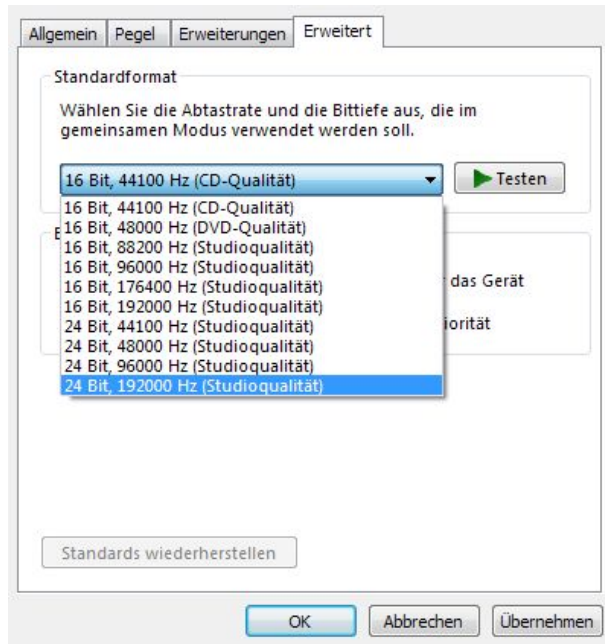 Allgemein Pegel Erweiterungen Erweitert
Standardformat
Wählen Sie die Abtastrate und die Bittiefe aus, die im
gemeinsamen Modus verwendet werden soll.
16 Bit, 44100 Hz (CD-Qualität) Testen
16 Bit, 44100 Hz (CD-Qualität)
16 Bit, 48000 Hz (DVD-Qualität)
16 Bit, 88200 Hz (Studioqualität)
16 Bit, 96000 Hz (Studioqualität)
das Gerät
16 Bit, 176400 Hz (Studioqualität)
16 Bit, 192000 Hz (Studioqualität)
24 Bit, 44100 Hz (Studioqualität) iorität
24 Bit, 48000 Hz (Studioqualität)
24 Bit, 96000 Hz (Studioqualität)
24 Bit, 192000 Hz (Studioqualität)
Standards wiederherstellen
OK Abbrechen Übernehmen